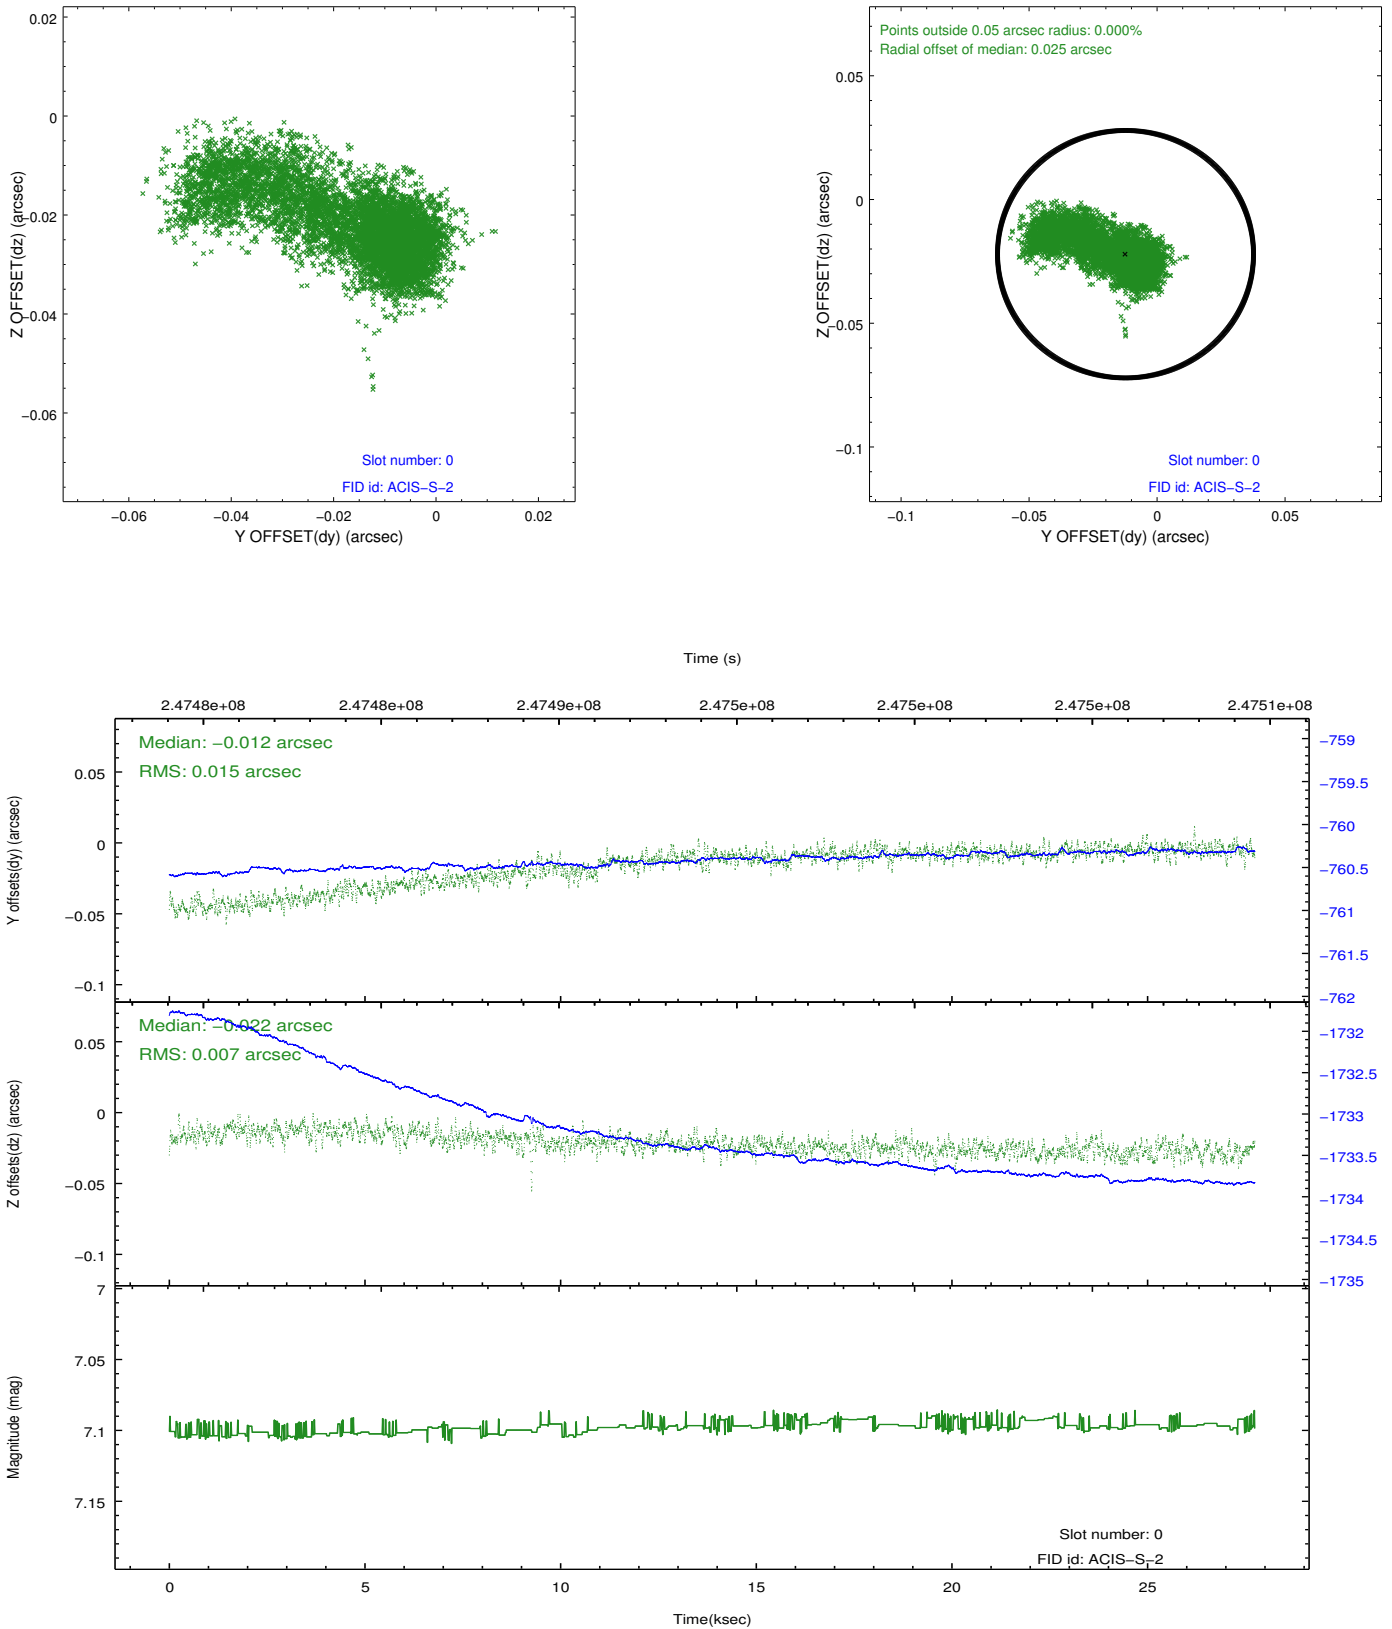 0.02
0
−0.02
−0.04
−0.06
Z OFFSET(dz) (arcsec)
Slot number: 0
FID id: ACIS−S−2
−0.06
−0.04
−0.02
0
0.02
Y OFFSET(dy) (arcsec)
Points outside 0.05 arcsec radius: 0.000%
Radial offset of median: 0.025 arcsec
0.05
0
−0.05
−0.1
Z OFFSET(dz) (arcsec)
Slot number: 0
FID id: ACIS−S−2
−0.1
−0.05
0
0.05
Y OFFSET(dy) (arcsec)
Time (s)
2.4748e+08
2.4748e+08
2.4749e+08
2.475e+08
2.475e+08
2.475e+08
2.4751e+08
Median: −0.012 arcsec
RMS: 0.015 arcsec
0.05
0
−0.05
−0.1
Y offsets(dy) (arcsec)
−759
−759.5
−760
−760.5
−761
−761.5
−762
Median: −0.022 arcsec
RMS: 0.007 arcsec
0.05
0
−0.05
−0.1
Z offsets(dz) (arcsec)
−1732
−1732.5
−1733
−1733.5
−1734
−1734.5
−1735
7
7.05
7.1
7.15
Magnitude (mag)
Slot number: 0
FID id: ACIS−S−2
0
5
10
15
20
25
Time(ksec)